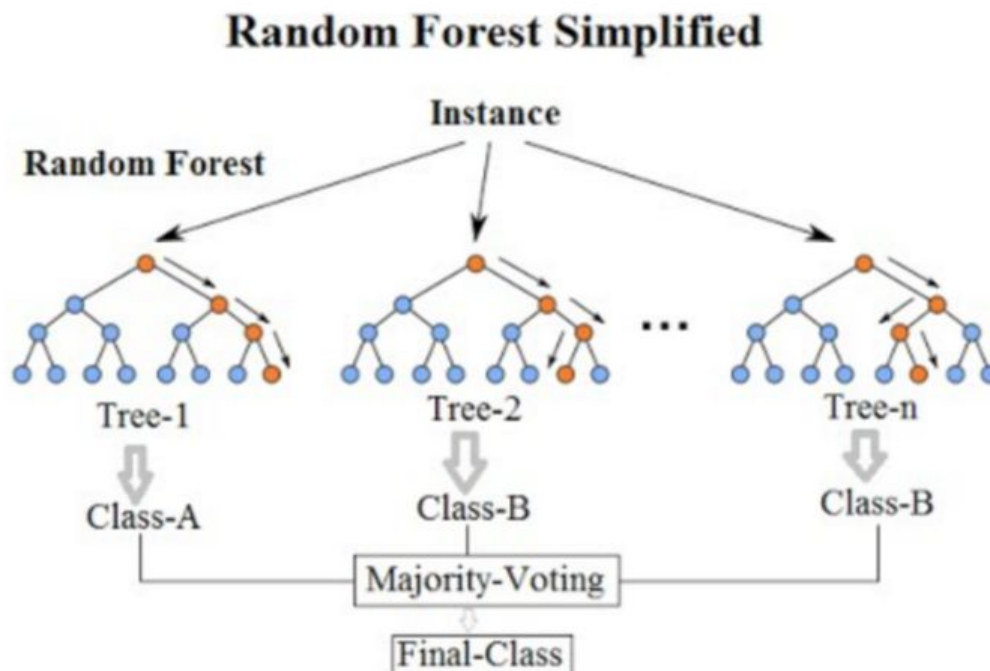 Random Forest Simplified
Instance
Random Forest
...
Tree-1
Tree-2
Tree-n
Class-A
Class-B
Class-B
Majority-Voting
Final-Class